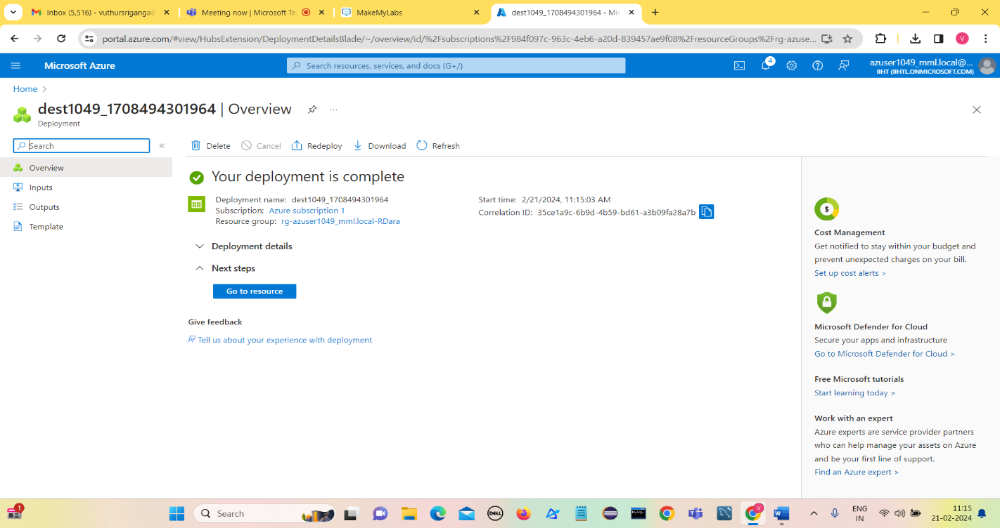 Inbox (5,516) - vuthursriganga@
Meeting now | Microsoft Te
MakeMyLabs
dest1049_1708494301964 - Mic
portal.azure.com/#view/HubsExtension/DeploymentDetailsBlade/~/overview/id/%2Fsubscriptions%2F984f097c-963c-4eb6-a20d-839457ae9f08%2FresourceGroups%2Frg-azuse...
V
Microsoft Azure
Search resources, services, and docs (G+/)
4
azuser1049_mml.local@...
IIHT (IIHTL.ONMICROSOFT.COM)
Home
dest1049_1708494301964 | Overview
...
Deployment
Search
«
Delete
Cancel
Redeploy
Download
Refresh
Overview
Inputs
Outputs
Template
Your deployment is complete
Deployment name: dest1049_1708494301964
Subscription: Azure subscription 1
Resource group: rg-azuser1049_mml.local-RDara
Start time: 2/21/2024, 11:15:03 AM
Correlation ID: 35ce1a9c-6b9d-4b59-bd61-a3b09fa28a7b
Deployment details
Next steps
Go to resource
Give feedback
Tell us about your experience with deployment
$
Cost Management
Get notified to stay within your budget and
prevent unexpected charges on your bill.
Set up cost alerts >
Microsoft Defender for Cloud
Secure your apps and infrastructure
Go to Microsoft Defender for Cloud >
Free Microsoft tutorials
Start learning today >
Work with an expert
Azure experts are service provider partners
who can help manage your assets on Azure
and be your first line of support.
Find an Azure expert >
1
Search
DELL
V
W
ENG
IN
11:15
21-02-2024